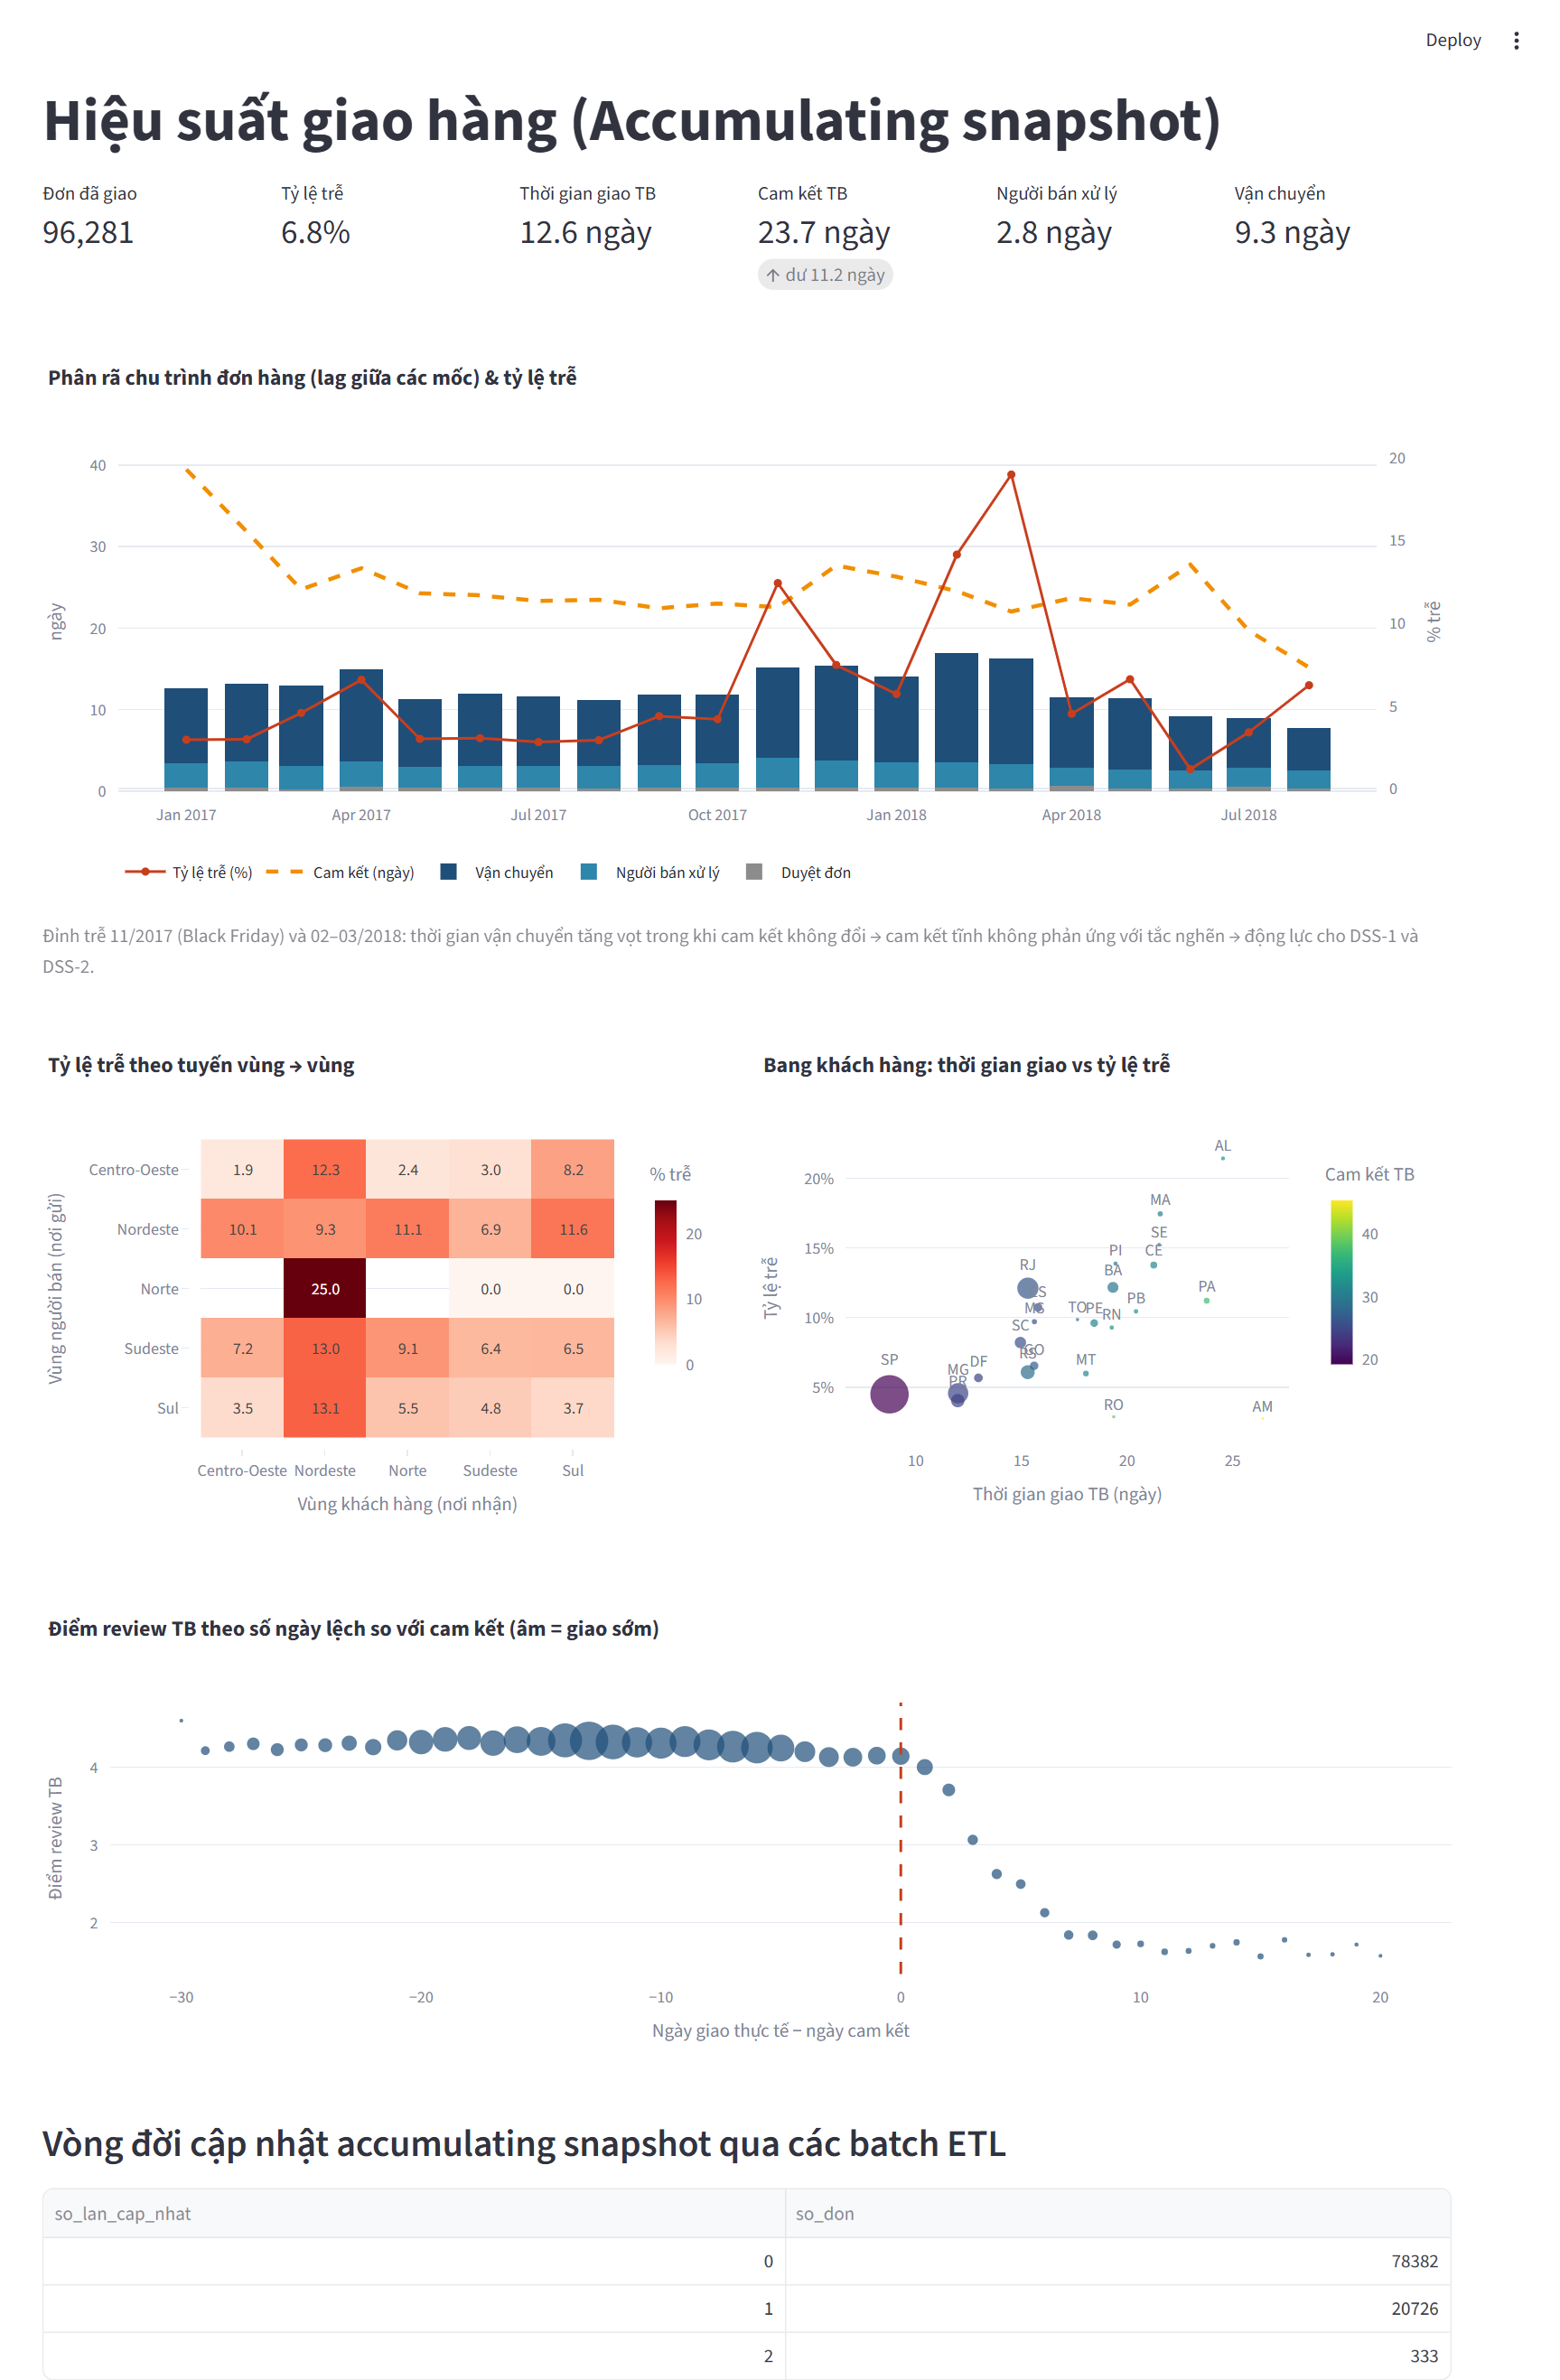 Deploy
Hiệu suất giao hàng (Accumulating snapshot)
Đơn đã giao
Tỷ lệ trễ
Thời gian giao TB
Cam kết TB
Người bán xử lý
Vận chuyển
96,281
6.8%
12.6 ngày
23.7 ngày
2.8 ngày
9.3 ngày
↑ dư 11.2 ngày
Phân rã chu trình đơn hàng (lag giữa các mốc) & tỷ lệ trễ
40
30
20
10
0
ngày
20
15
10
5
0
% trễ
Jan 2017
Apr 2017
Jul 2017
Oct 2017
Jan 2018
Apr 2018
Jul 2018
Tỷ lệ trễ (%)
Cam kết (ngày)
Vận chuyển
Người bán xử lý
Duyệt đơn
Đỉnh trễ 11/2017 (Black Friday) và 02–03/2018: thời gian vận chuyển tăng vọt trong khi cam kết không đổi → cam kết tĩnh không phản ứng với tắc nghẽn → động lực cho DSS-1 và
DSS-2.
Tỷ lệ trễ theo tuyến vùng → vùng
Vùng người bán (nơi gửi)
Centro-Oeste
1.9
12.3
2.4
3.0
8.2
Nordeste
10.1
9.3
11.1
6.9
11.6
Norte
25.0
0.0
0.0
Sudeste
7.2
13.0
9.1
6.4
6.5
Sul
3.5
13.1
5.5
4.8
3.7
Centro-Oeste
Nordeste
Norte
Sudeste
Sul
Vùng khách hàng (nơi nhận)
% trễ
20
10
0
Bang khách hàng: thời gian giao vs tỷ lệ trễ
Tỷ lệ trễ
20%
15%
10%
5%
AL
MA
SE
PI
CE
RJ
BA
PA
PB
TO
PE
RN
SC
GO
RS
SP
MG
DF
PR
MT
RO
AM
10
15
20
25
Thời gian giao TB (ngày)
Cam kết TB
40
30
20
Điểm review TB theo số ngày lệch so với cam kết (âm = giao sớm)
Điểm review TB
4
3
2
−30
−20
−10
0
10
20
Ngày giao thực tế − ngày cam kết
Vòng đời cập nhật accumulating snapshot qua các batch ETL
so_lan_cap_nhat
so_don
0
78382
1
20726
2
333